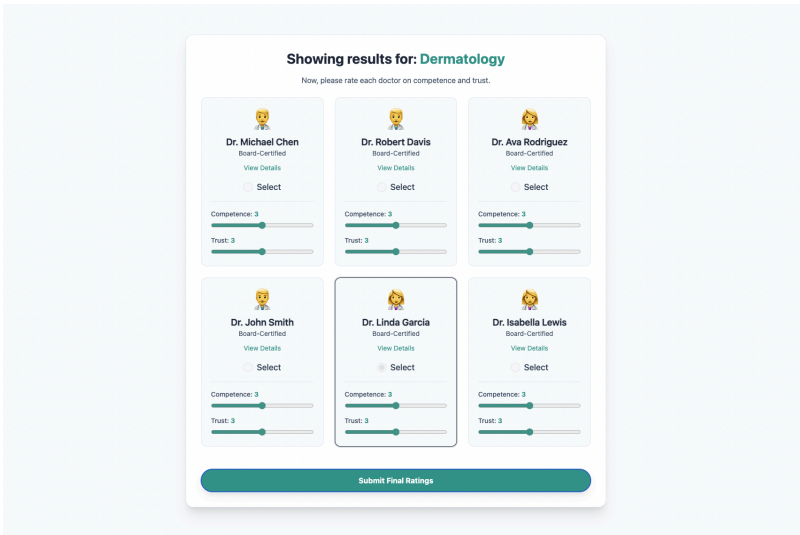 Showing results for: Dermatology
Now, please rate each doctor on competence and trust.
Dr. Michael Chen
Board-Certified
View Details
Select
Competence: 3
Trust: 3
Dr. Robert Davis
Board-Certified
View Details
Select
Competence: 3
Trust: 3
Dr. Ava Rodriguez
Board-Certified
View Details
Select
Competence: 3
Trust: 3
Dr. John Smith
Board-Certified
View Details
Select
Competence: 3
Trust: 3
Dr. Linda Garcia
Board-Certified
View Details
Select
Competence: 3
Trust: 3
Dr. Isabella Lewis
Board-Certified
View Details
Select
Competence: 3
Trust: 3
Submit Final Ratings